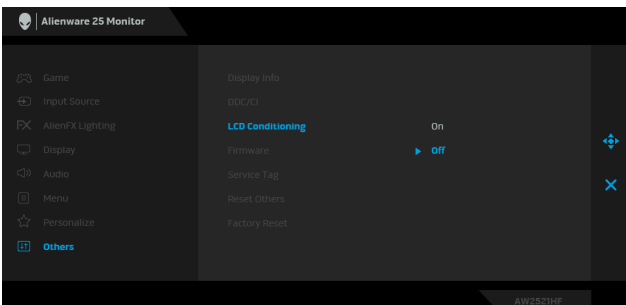 Alienware 25 Monitor
Game
Input Source
AlienFX Lighting
Display
Audio
Menu
Personalize
Others
Display Info
DDC/CI
LCD Conditioning On
Firmware Off
Service Tag
Reset Others
Factory Reset
AW2521HF